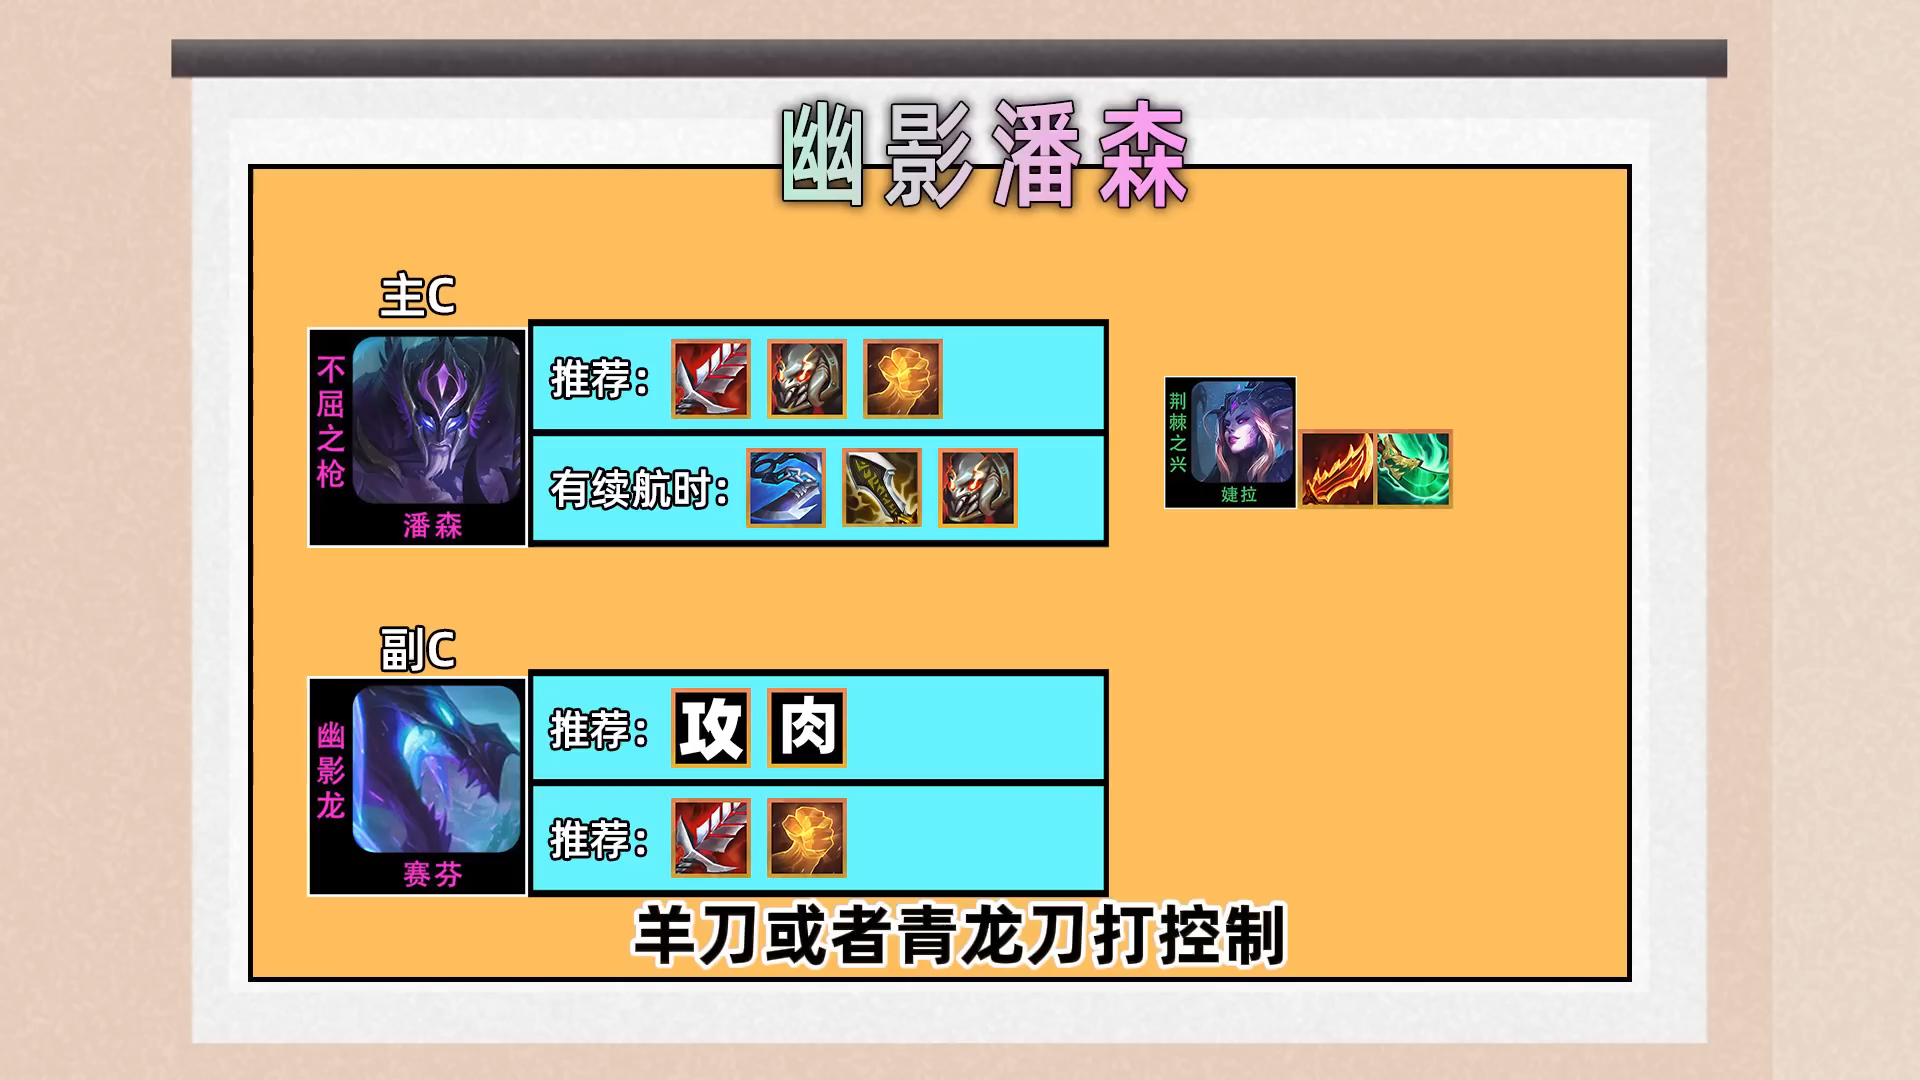 幽影潘森
主C
不屈之枪
潘森
推荐:
有续航时:
荆棘之兴
婕拉
副C
幽影龙
赛芬
推荐: 攻 肉
推荐:
羊刀或者青龙刀打控制